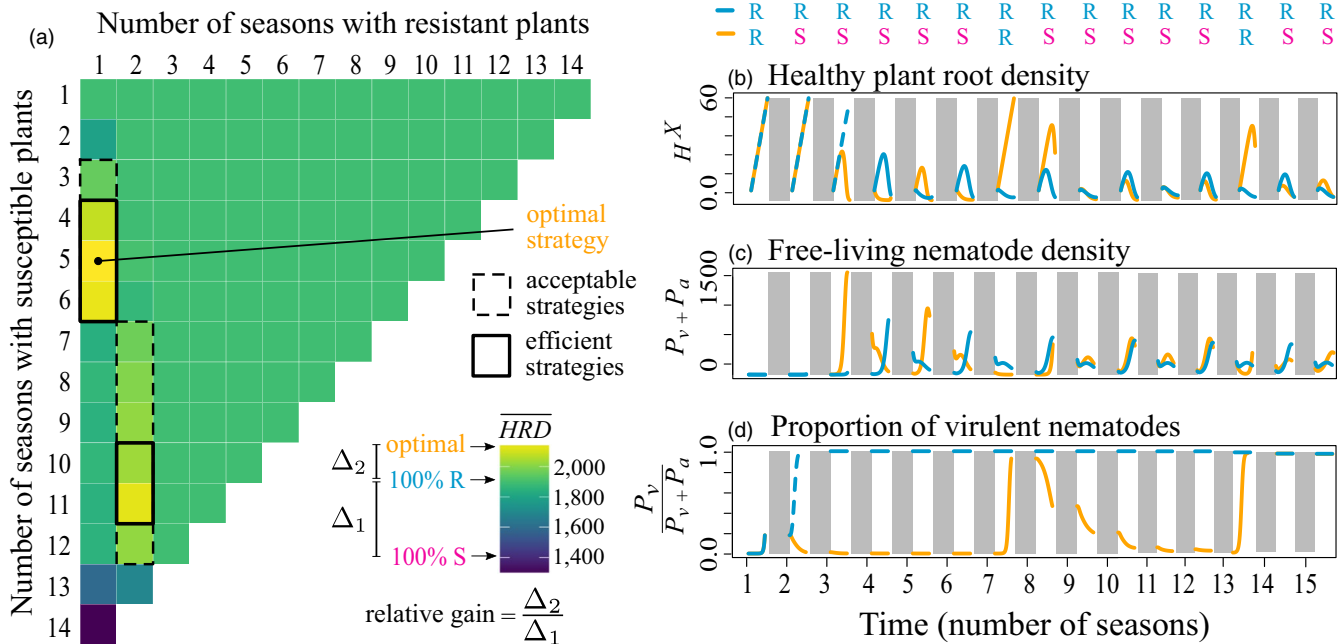 (a)
Number of seasons with resistant plants
1 2 3 4 5 6 7 8 9 10 11 12 13 14
Number of seasons with susceptible plants
1
2
3
4
5
6
7
8
9
10
11
12
13
14
optimal
strategy
acceptable
strategies
efficient
strategies
HRD
optimal
100% R
100% S
Δ2
Δ1
2,000
1,800
1,600
1,400
relative gain = Δ2
Δ1
R R R R R R R R R R R R R R R
R S S S S S R S S S S S R S S
(b) Healthy plant root density
H^X
60
0.0
(c) Free-living nematode density
Pv + Pa
1500
0
(d) Proportion of virulent nematodes
Pv
Pv + Pa
1.0
0.0
1 2 3 4 5 6 7 8 9 10 11 12 13 14 15
Time (number of seasons)